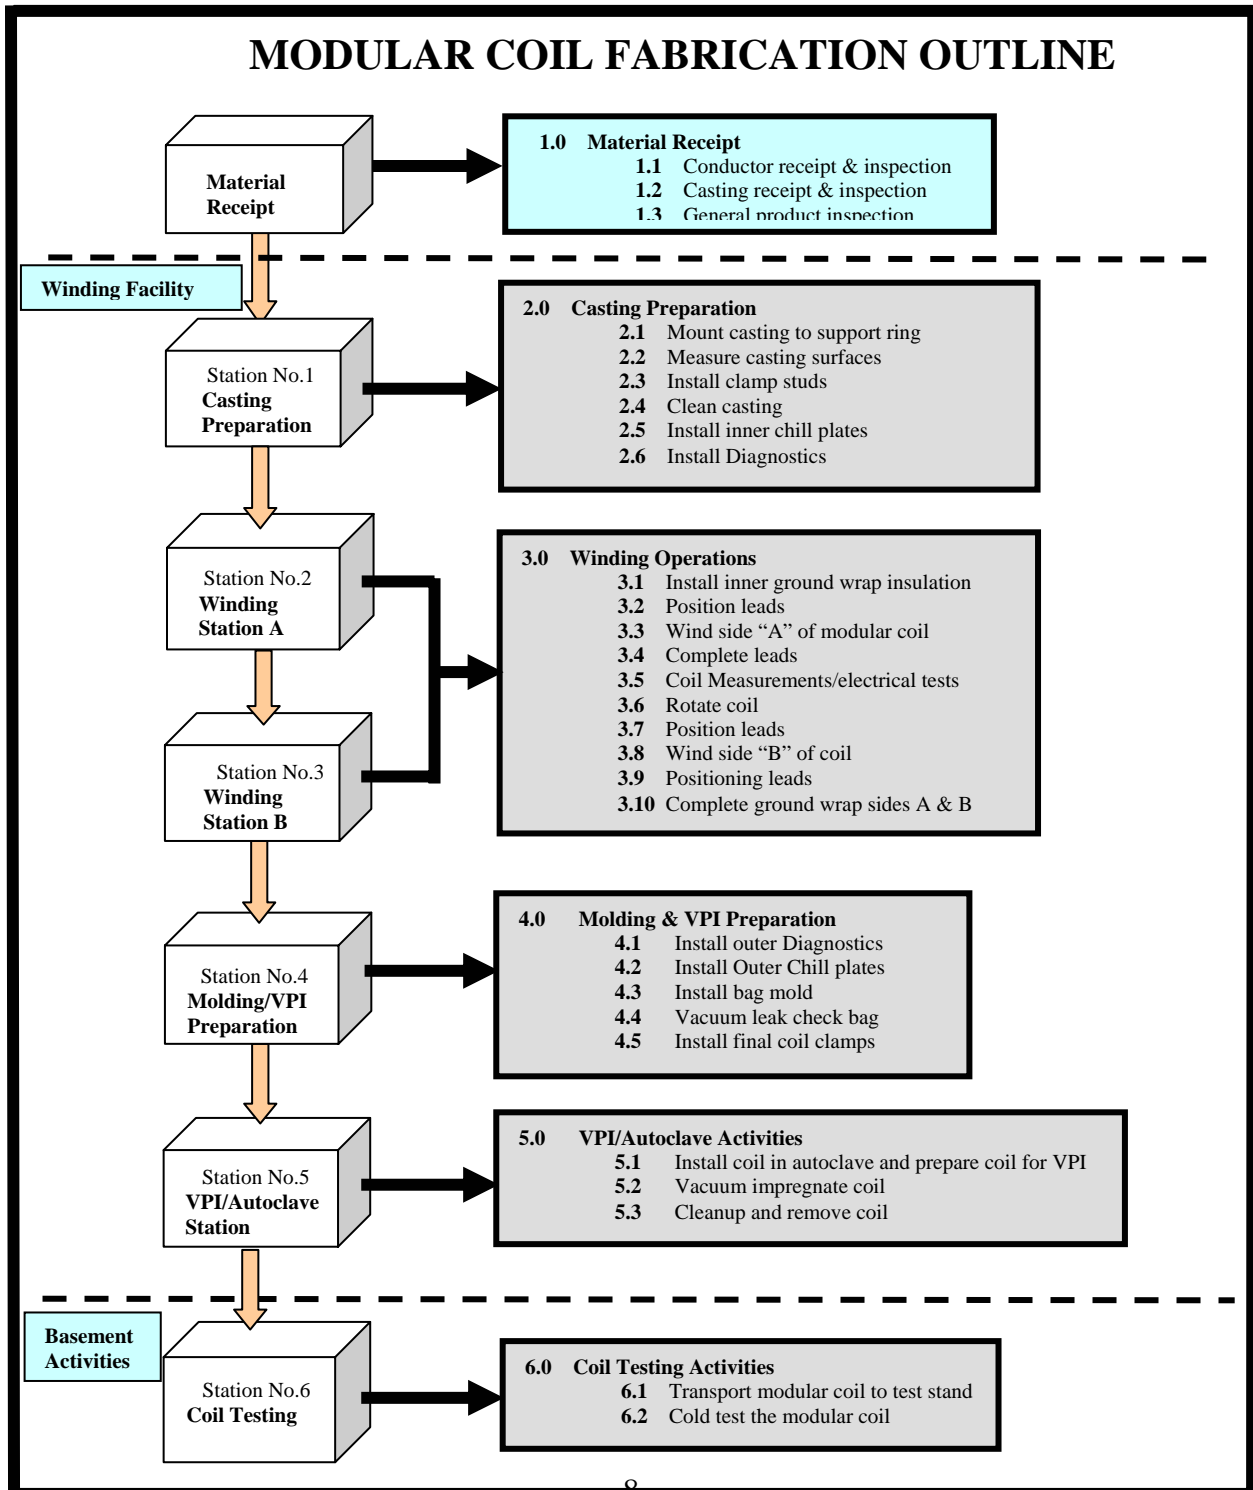 MODULAR COIL FABRICATION OUTLINE
Material
Receipt
1.0 Material Receipt
1.1 Conductor receipt & inspection
1.2 Casting receipt & inspection
1.3 General product inspection
Winding Facility
Station No.1
Casting
Preparation
2.0 Casting Preparation
2.1 Mount casting to support ring
2.2 Measure casting surfaces
2.3 Install clamp studs
2.4 Clean casting
2.5 Install inner chill plates
2.6 Install Diagnostics
Station No.2
Winding
Station A
Station No.3
Winding
Station B
3.0 Winding Operations
3.1 Install inner ground wrap insulation
3.2 Position leads
3.3 Wind side “A” of modular coil
3.4 Complete leads
3.5 Coil Measurements/electrical tests
3.6 Rotate coil
3.7 Position leads
3.8 Wind side “B” of coil
3.9 Positioning leads
3.10 Complete ground wrap sides A & B
Station No.4
Molding/VPI
Preparation
4.0 Molding & VPI Preparation
4.1 Install outer Diagnostics
4.2 Install Outer Chill plates
4.3 Install bag mold
4.4 Vacuum leak check bag
4.5 Install final coil clamps
Station No.5
VPI/Autoclave
Station
5.0 VPI/Autoclave Activities
5.1 Install coil in autoclave and prepare coil for VPI
5.2 Vacuum impregnate coil
5.3 Cleanup and remove coil
Basement
Activities
Station No.6
Coil Testing
6.0 Coil Testing Activities
6.1 Transport modular coil to test stand
6.2 Cold test the modular coil